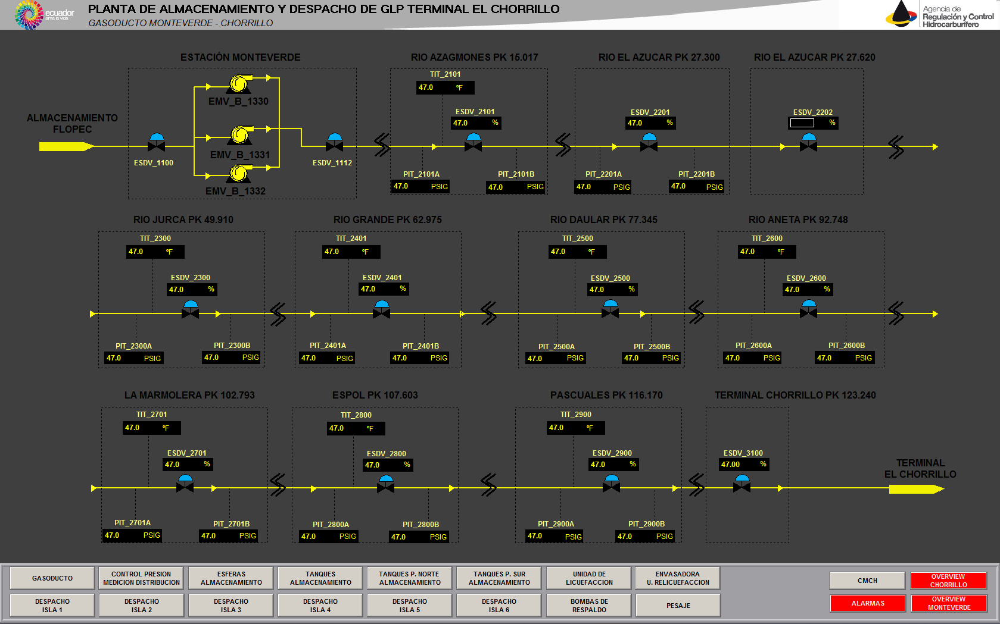 ecuador
ama la vida
PLANTA DE ALMACENAMIENTO Y DESPACHO DE GLP TERMINAL EL CHORRILLO
GASODUCTO MONTEVERDE - CHORRILLO
Agencia de
Regulación y Control
Hidrocarburífero
ESTACIÓN MONTEVERDE
RIO AZAGMONES PK 15.017
RIO EL AZUCAR PK 27.300
RIO EL AZUCAR PK 27.620
ALMACENAMIENTO
FLOPEC
ESDV_1100
EMV_B_1330
EMV_B_1331
EMV_B_1332
ESDV_1112
TIT_2101
47.0 ºF
ESDV_2101
47.0 %
PIT_2101A
47.0 PSIG
PIT_2101B
47.0 PSIG
ESDV_2201
47.0 %
PIT_2201A
47.0 PSIG
PIT_2201B
47.0 PSIG
ESDV_2202
%
RIO JURCA PK 49.910
RIO GRANDE PK 62.975
RIO DAULAR PK 77.345
RIO ANETA PK 92.748
TIT_2300
47.0 ºF
ESDV_2300
47.0 %
PIT_2300A
47.0 PSIG
PIT_2300B
47.0 PSIG
TIT_2401
47.0 ºF
ESDV_2401
47.0 %
PIT_2401A
47.0 PSIG
PIT_2401B
47.0 PSIG
TIT_2500
47.0 ºF
ESDV_2500
47.0 %
PIT_2500A
47.0 PSIG
PIT_2500B
47.0 PSIG
TIT_2600
47.0 ºF
ESDV_2600
47.0 %
PIT_2600A
47.0 PSIG
PIT_2600B
47.0 PSIG
LA MARMOLERA PK 102.793
ESPOL PK 107.603
PASCUALES PK 116.170
TERMINAL CHORRILLO PK 123.240
TIT_2701
47.0 ºF
ESDV_2701
47.0 %
PIT_2701A
47.0 PSIG
PIT_2701B
47.0 PSIG
TIT_2800
47.0 ºF
ESDV_2800
47.0 %
PIT_2800A
47.0 PSIG
PIT_2800B
47.0 PSIG
TIT_2900
47.0 ºF
ESDV_2900
47.0 %
PIT_2900A
47.0 PSIG
PIT_2900B
47.0 PSIG
ESDV_3100
47.00 %
TERMINAL
EL CHORRILLO
GASODUCTO
CONTROL PRESION
MEDICION DISTRIBUCION
ESFERAS
ALMACENAMIENTO
TANQUES
ALMACENAMIENTO
TANQUES P. NORTE
ALMACENAMIENTO
TANQUES P. SUR
ALMACENAMIENTO
UNIDAD DE
LICUEFACCION
ENVASADORA
U. RELICUEFACCION
CMCH
OVERVIEW
CHORRILLO
DESPACHO
ISLA 1
DESPACHO
ISLA 2
DESPACHO
ISLA 3
DESPACHO
ISLA 4
DESPACHO
ISLA 5
DESPACHO
ISLA 6
BOMBAS DE
RESPALDO
PESAJE
ALARMAS
OVERVIEW
MONTEVERDE